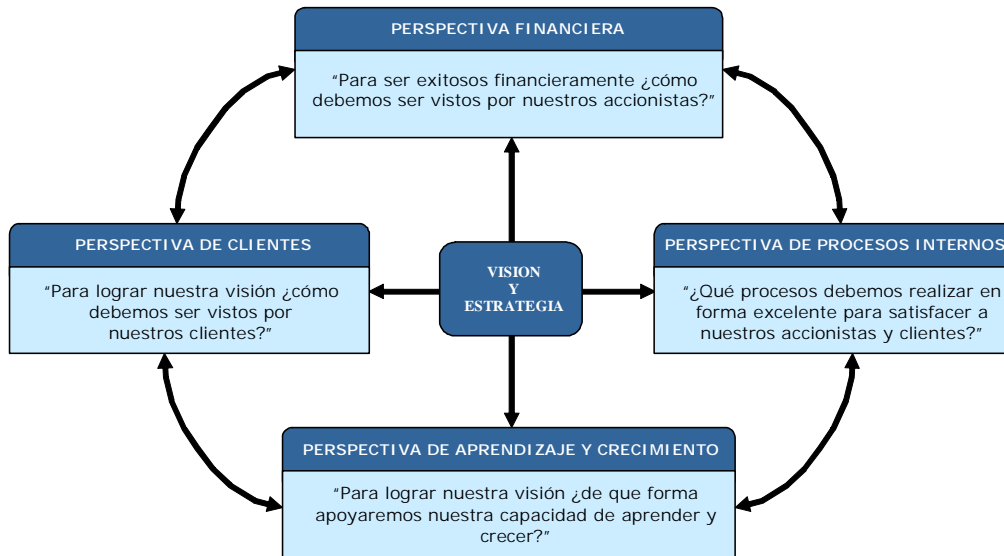 PERSPECTIVA FINANCIERA
“Para ser exitosos financieramente ¿cómo
debemos ser vistos por nuestros accionistas?”
PERSPECTIVA DE CLIENTES
“Para lograr nuestra visión ¿cómo
debemos ser vistos por
nuestros clientes?”
VISION
Y
ESTRATEGIA
PERSPECTIVA DE PROCESOS INTERNOS
“¿Qué procesos debemos realizar en
forma excelente para satisfacer a
nuestros accionistas y clientes?”
PERSPECTIVA DE APRENDIZAJE Y CRECIMIENTO
“Para lograr nuestra visión ¿de que forma
apoyaremos nuestra capacidad de aprender y
crecer?”